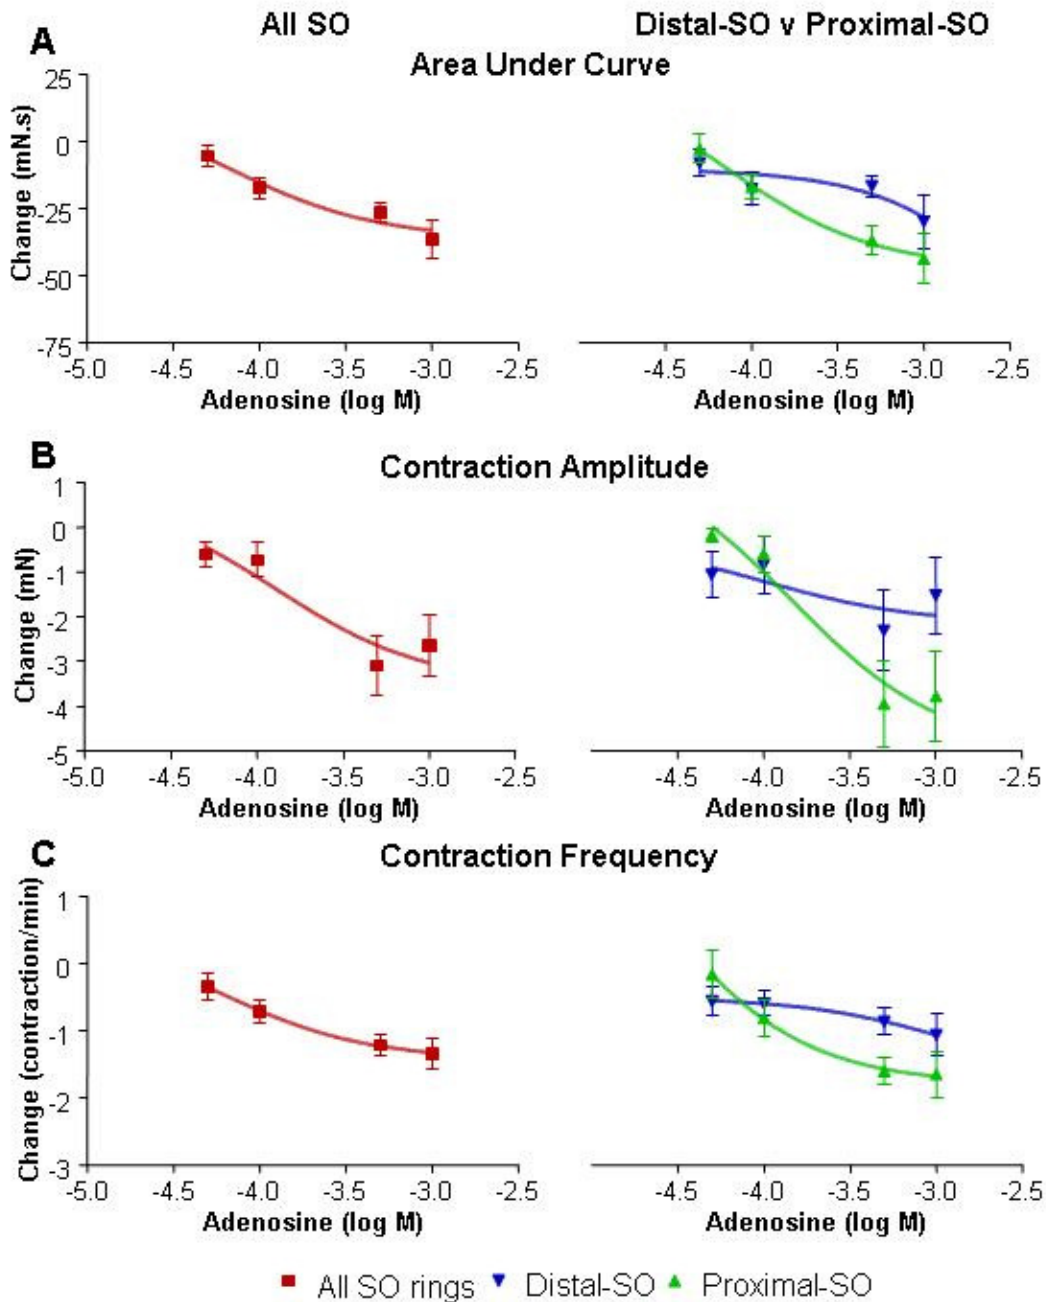 All SO
Distal-SO v Proximal-SO
A
Area Under Curve
Change (mN.s)
25
0
-25
-50
-75
-5.0 -4.5 -4.0 -3.5 -3.0 -2.5
Adenosine (log M)
-4.5 -4.0 -3.5 -3.0 -2.5
Adenosine (log M)
B
Contraction Amplitude
Change (mN)
1
0
-1
-2
-3
-4
-5
-5.0 -4.5 -4.0 -3.5 -3.0 -2.5
Adenosine (log M)
-4.5 -4.0 -3.5 -3.0 -2.5
Adenosine (log M)
C
Contraction Frequency
Change (contraction/min)
1
0
-1
-2
-3
-5.0 -4.5 -4.0 -3.5 -3.0 -2.5
Adenosine (log M)
-4.5 -4.0 -3.5 -3.0 -2.5
Adenosine (log M)
All SO rings Distal-SO Proximal-SO